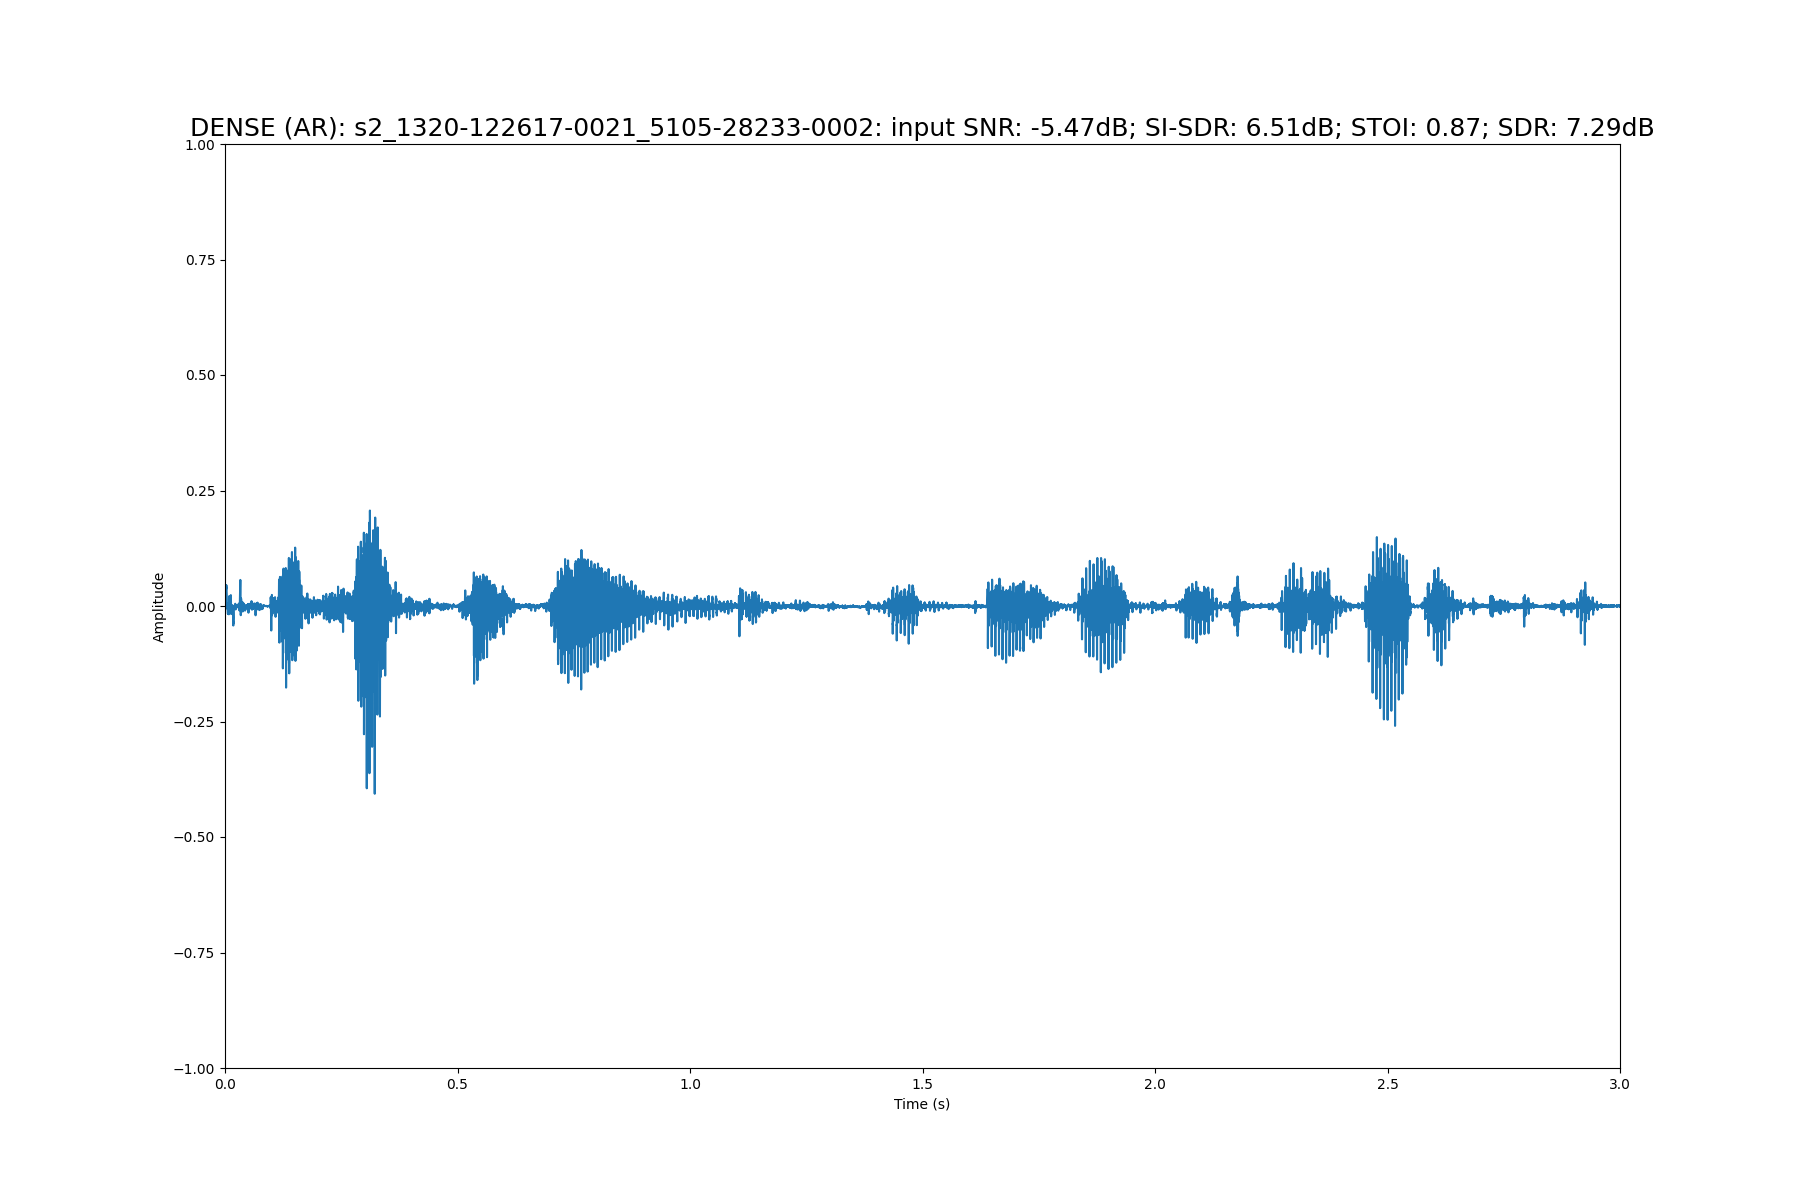 DENSE (AR): s2_1320-122617-0021_5105-28233-0002: input SNR: -5.47dB; SI-SDR: 6.51dB; STOI: 0.87; SDR: 7.29dB
1.00
0.75
0.50
0.25
0.00
−0.25
−0.50
−0.75
−1.00
Amplitude
0.0 0.5 1.0 1.5 2.0 2.5 3.0
Time (s)